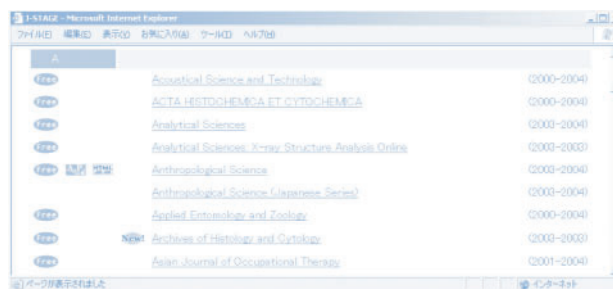 J-STAGE - Microsoft Internet Explorer
ファイル(F) 編集(E) 表示(V) お気に入り(A) ツール(T) ヘルプ(H)
A
Free Acoustical Science and Technology (2000-2004)
Free ACTA HISTOCHEMICA ET CYTOCHEMICA (2000-2004)
Free Analytical Sciences (2000-2004)
Free Analytical Sciences: X-ray Structure Analysis Online (2003-2003)
Free Anthropological Science (2003-2004)
Anthropological Science (Japanese Series) (2003-2004)
Free Applied Entomology and Zoology (2000-2004)
Free New! Archives of Histology and Cytology (2002-2003)
Free Asian Journal of Occupational Therapy (2001-2004)
ページが表示されました インターネット